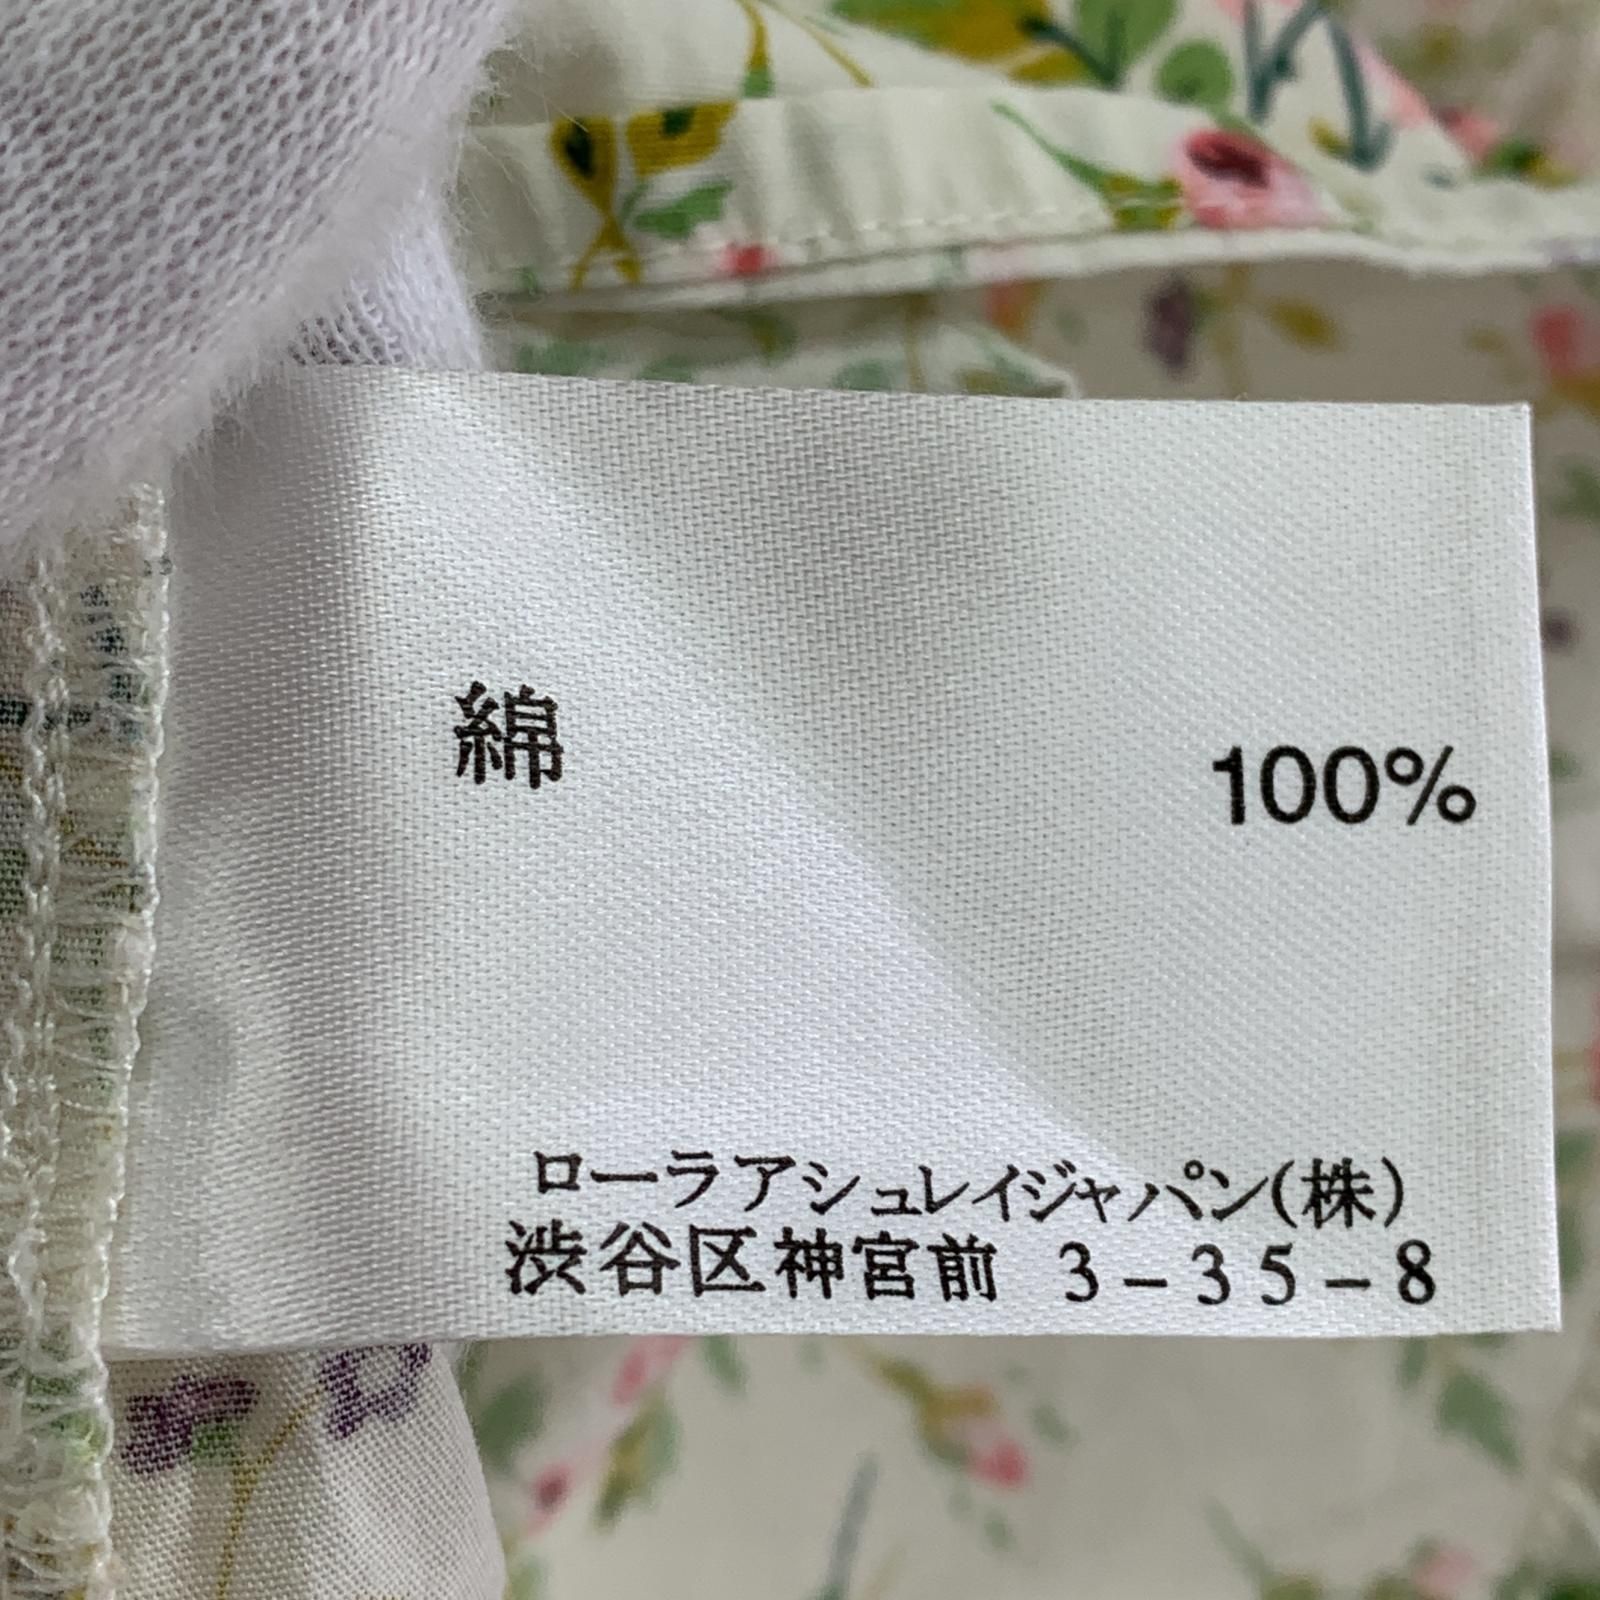 綿 100%
ローラアシュレイジャパン(株)
渋谷区神宮前 3-35-8